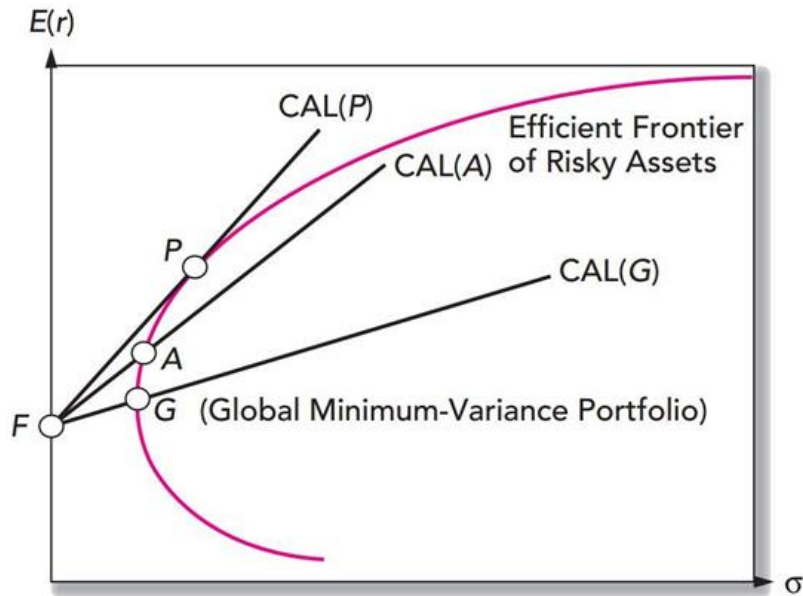 E(r)
CAL(P)
Efficient Frontier
of Risky Assets
CAL(A)
P
CAL(G)
A
G (Global Minimum-Variance Portfolio)
F
σ